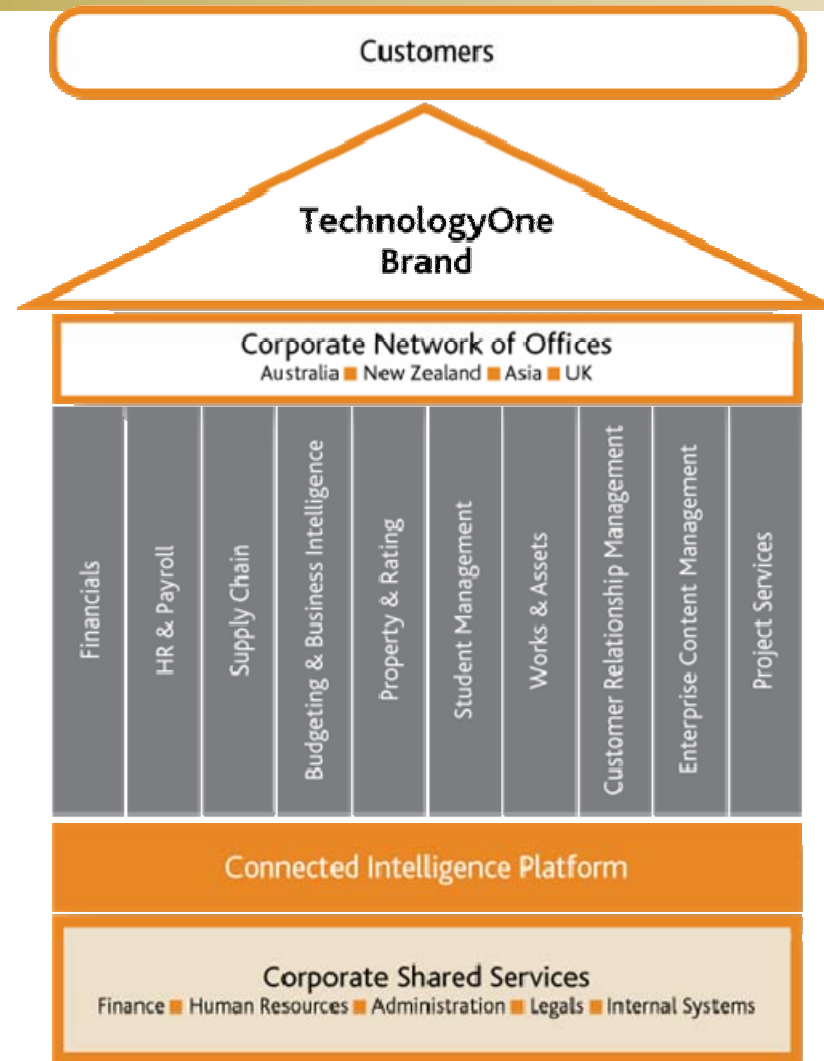 Customers
TechnologyOne
Brand
Corporate Network of Offices
Australia ■ New Zealand ■ Asia ■ UK
Financials
HR & Payroll
Supply Chain
Budgeting & Business Intelligence
Property & Rating
Student Management
Works & Assets
Customer Relationship Management
Enterprise Content Management
Project Services
Connected Intelligence Platform
Corporate Shared Services
Finance ■ Human Resources ■ Administration ■ Legals ■ Internal Systems